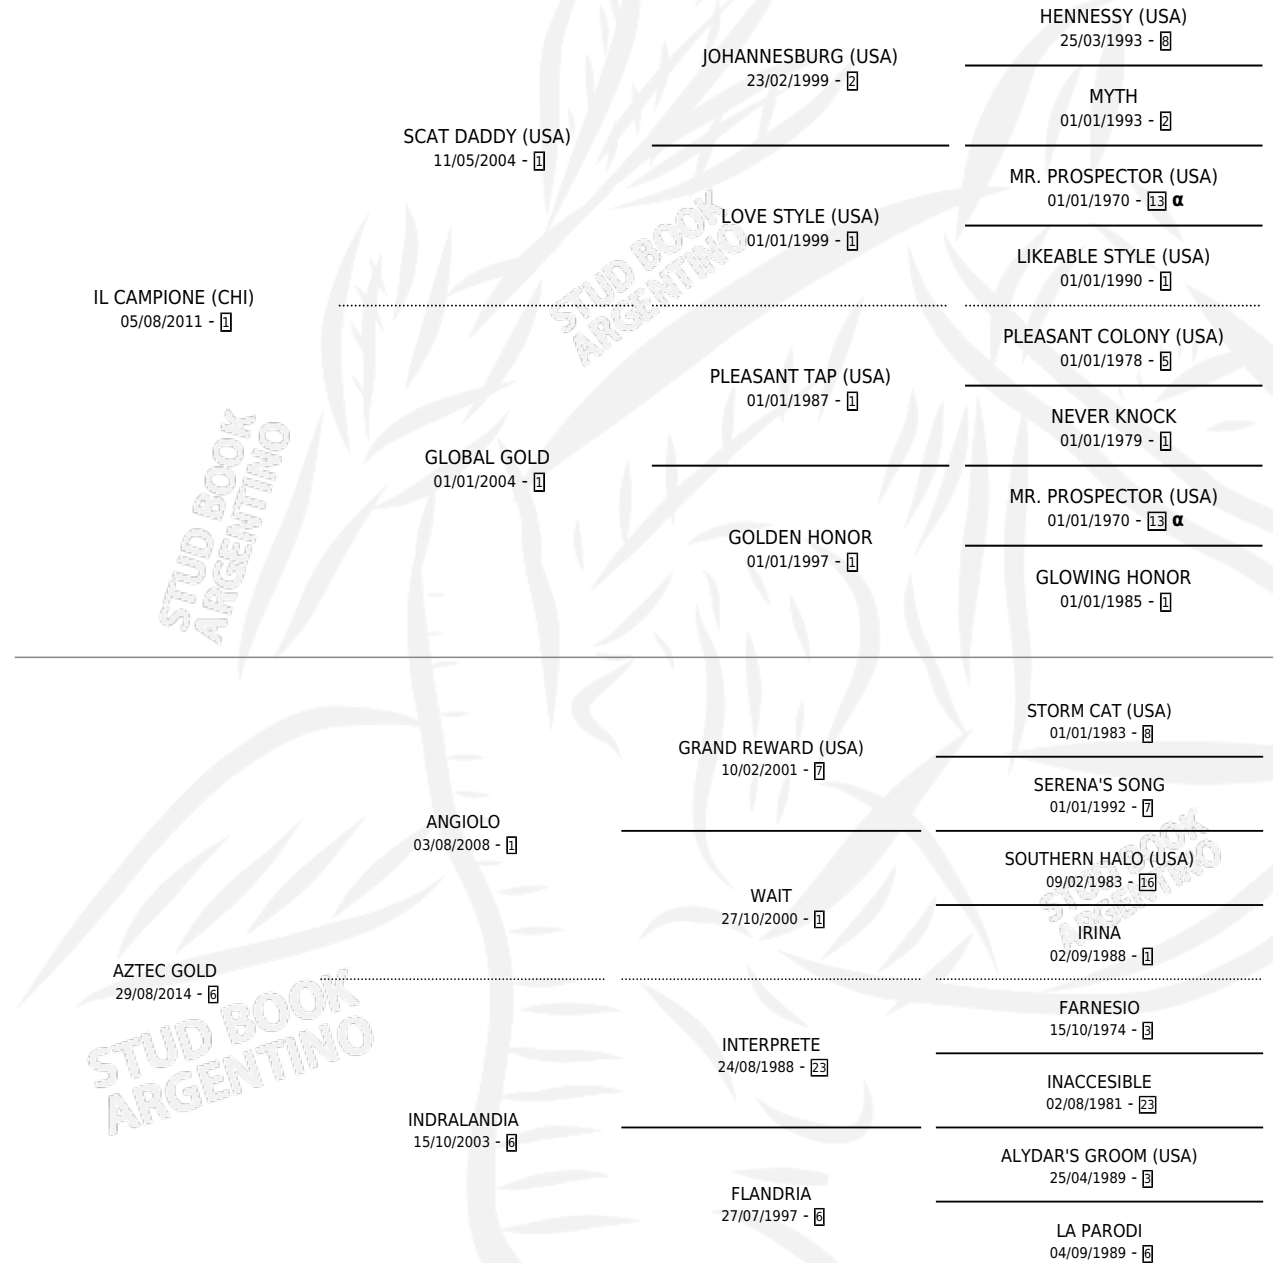 HENNESSY (USA)
25/03/1993 - 8
JOHANNESBURG (USA)
23/02/1999 - 2
MYTH
01/01/1993 - 2
SCAT DADDY (USA)
11/05/2004 - 1
MR. PROSPECTOR (USA)
01/01/1970 - 13 α
LOVE STYLE (USA)
01/01/1999 - 1
LIKEABLE STYLE (USA)
01/01/1990 - 1
IL CAMPIONE (CHI)
05/08/2011 - 1
PLEASANT COLONY (USA)
01/01/1978 - 5
PLEASANT TAP (USA)
01/01/1987 - 1
NEVER KNOCK
01/01/1979 - 1
GLOBAL GOLD
01/01/2004 - 1
MR. PROSPECTOR (USA)
01/01/1970 - 13 α
GOLDEN HONOR
01/01/1997 - 1
GLOWING HONOR
01/01/1985 - 1
STORM CAT (USA)
01/01/1983 - 8
GRAND REWARD (USA)
10/02/2001 - 7
SERENA'S SONG
01/01/1992 - 7
ANGIOLO
03/08/2008 - 1
SOUTHERN HALO (USA)
09/02/1983 - 16
WAIT
27/10/2000 - 1
IRINA
02/09/1988 - 1
AZTEC GOLD
29/08/2014 - 6
FARNESIO
15/10/1974 - 3
INTERPRETE
24/08/1988 - 23
INACCESIBLE
02/08/1981 - 23
INDRALANDIA
15/10/2003 - 6
ALYDAR'S GROOM (USA)
25/04/1989 - 3
FLANDRIA
27/07/1997 - 6
LA PARODI
04/09/1989 - 6
STUD BOOK
ARGENTINO
STUD BOOK
ARGENTINO
STUD BOOK
ARGENTINO
STUD BOOK
ARGENTINO